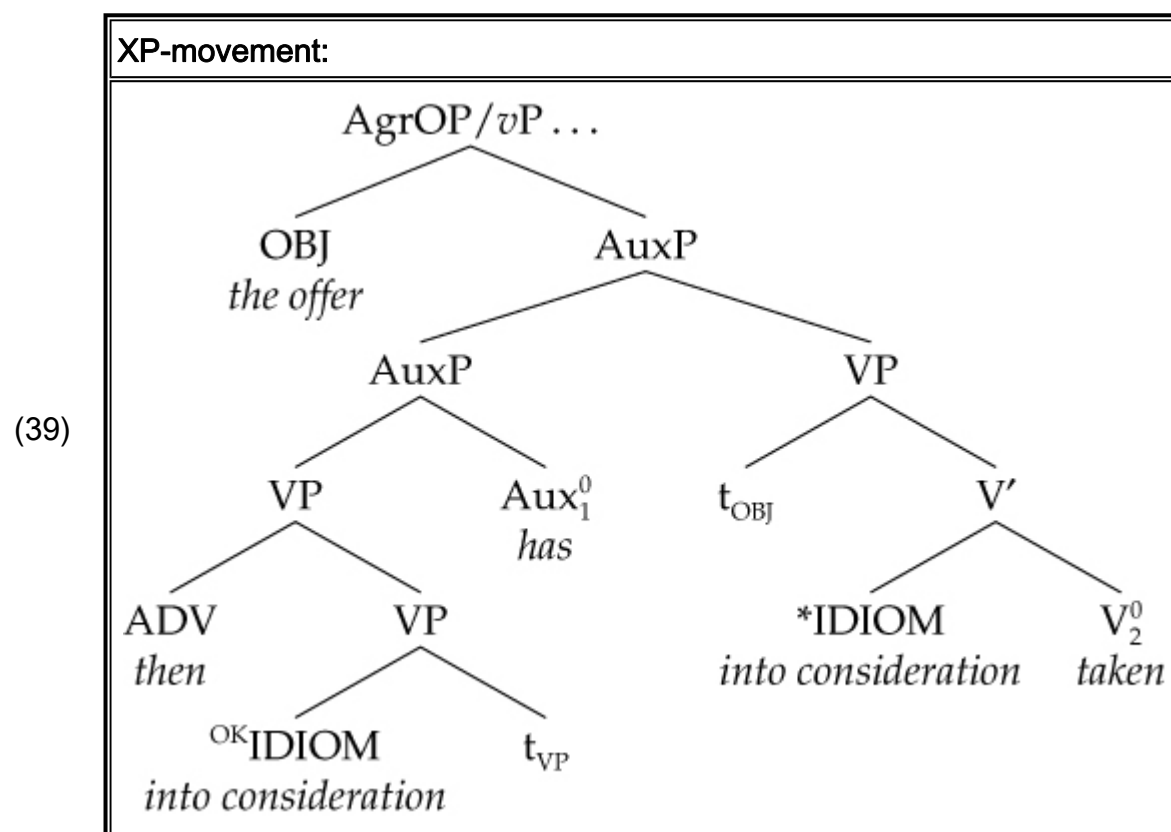 XP-movement:
AgrOP/vP...
OBJ AuxP
the offer
AuxP VP
(39)
VP Aux⁰₁ t_OBJ V′
has
ADV VP *IDIOM V⁰₂
then into consideration taken
OKIDIOM t_VP
into consideration